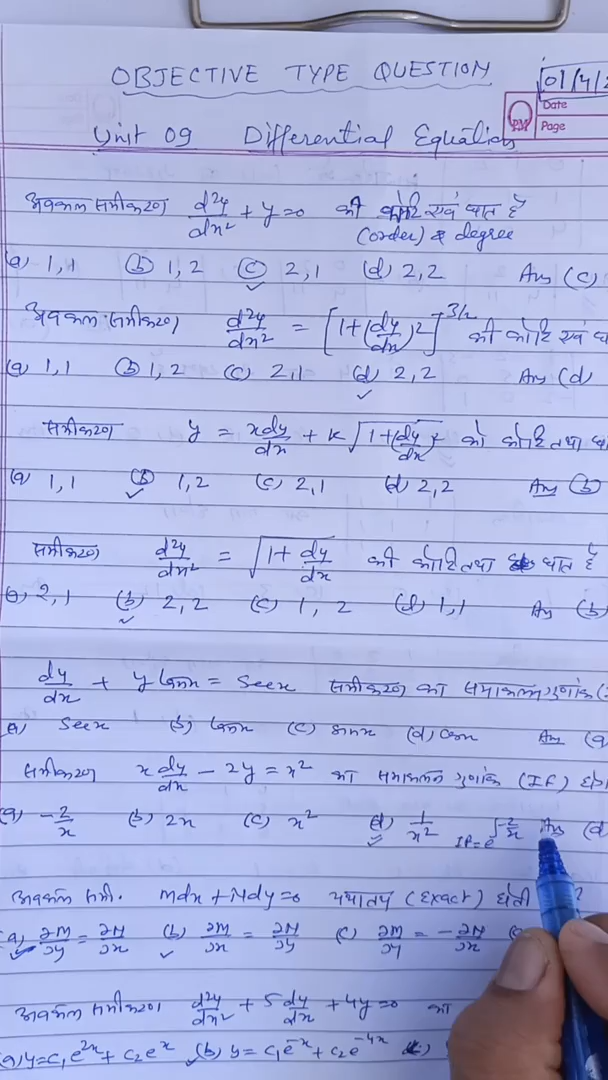 OBJECTIVE TYPE QUESTION
01/4/2
Date
PM Page
Unit 09 Differential Equation
अवकल समीकरण d²y/dx² + y = 0 की कोटि एवं घात है
(order) & degree
(a) 1,1 (b) 1,2 (c) 2,1 (d) 2,2 Ans (c)
अवकल समीकरण d²y/dx² = [1+(dy/dx)²]^3/2 की कोटि एवं घा
(a) 1,1 (b) 1,2 (c) 2,1 (d) 2,2 Ans (d)
समीकरण y = xdy/dx + k√1+(dy/dx)² की कोटि तथा घा
(a) 1,1 (b) 1,2 (c) 2,1 (d) 2,2 Ans (b)
समीकरण d²y/dx² = √1+dy/dx की कोटि तथा घात है
(a) 2,1 (b) 2,2 (c) 1,2 (d) 1,1 Ans (b)
dy/dx + y tanx = secx समीकरण का समाकलन गुणांक (
(a) secx (b) tanx (c) sinx (d) cosx Ans (a
समीकरण x dy/dx - 2y = x² का समाकलन गुणांक (IF) होगा
(a) -2/x (b) 2x (c) x² (d) 1/x² IF=e^∫-2/x Ans (d
अवकल समी. Mdx + Ndy = 0 यथातथ (Exact) होती
(a) ∂M/∂y = ∂N/∂x (b) ∂M/∂x = ∂N/∂y (c) ∂M/∂y = -∂N/∂x
अवकल समीकरण d²y/dx² + 5dy/dx + 4y = 0 का
(a) y=c₁e^2x + c₂e^x (b) y = c₁e^-x + c₂e^-4x (c)